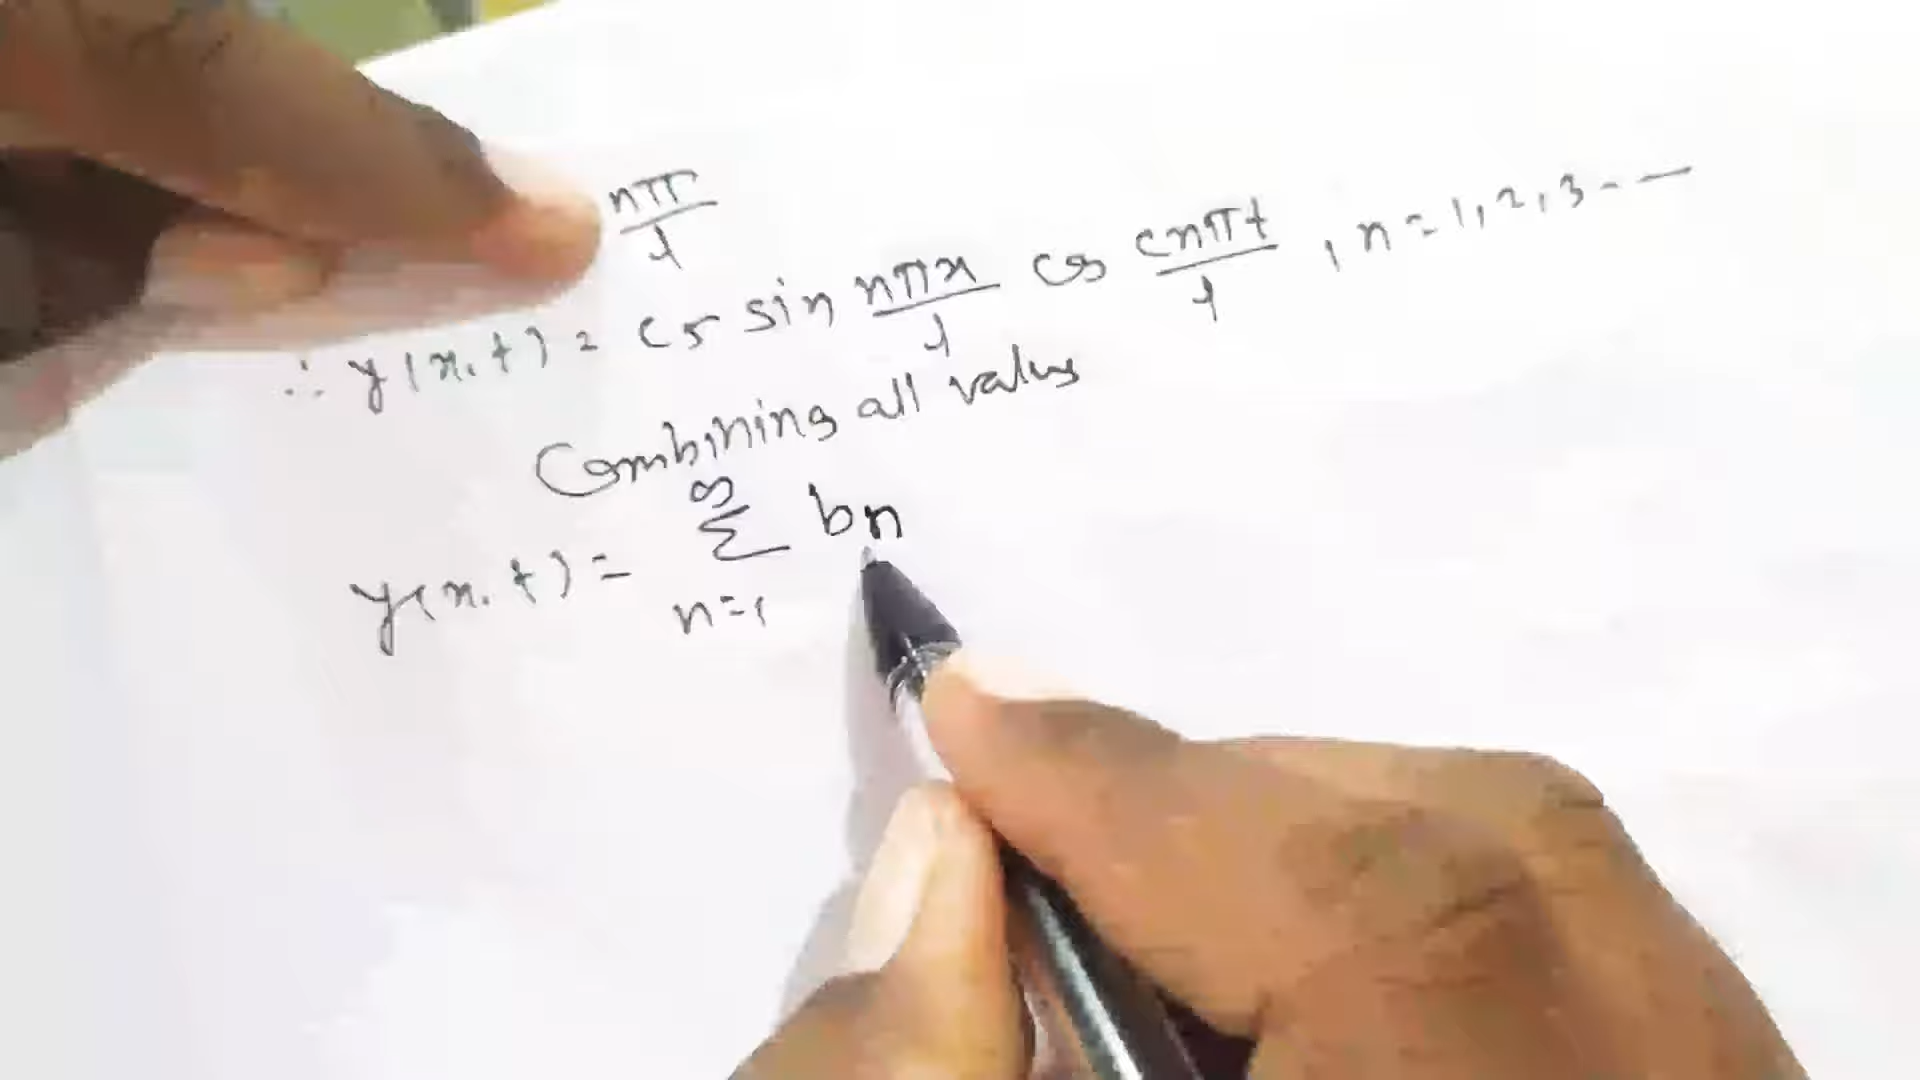 nπ/l
∴ y(x,t) = c5 sin nπx/l cos cnπt/l , n=1,2,3---
Combining all values
y(x,t) = ∞ Σ n=1 bn